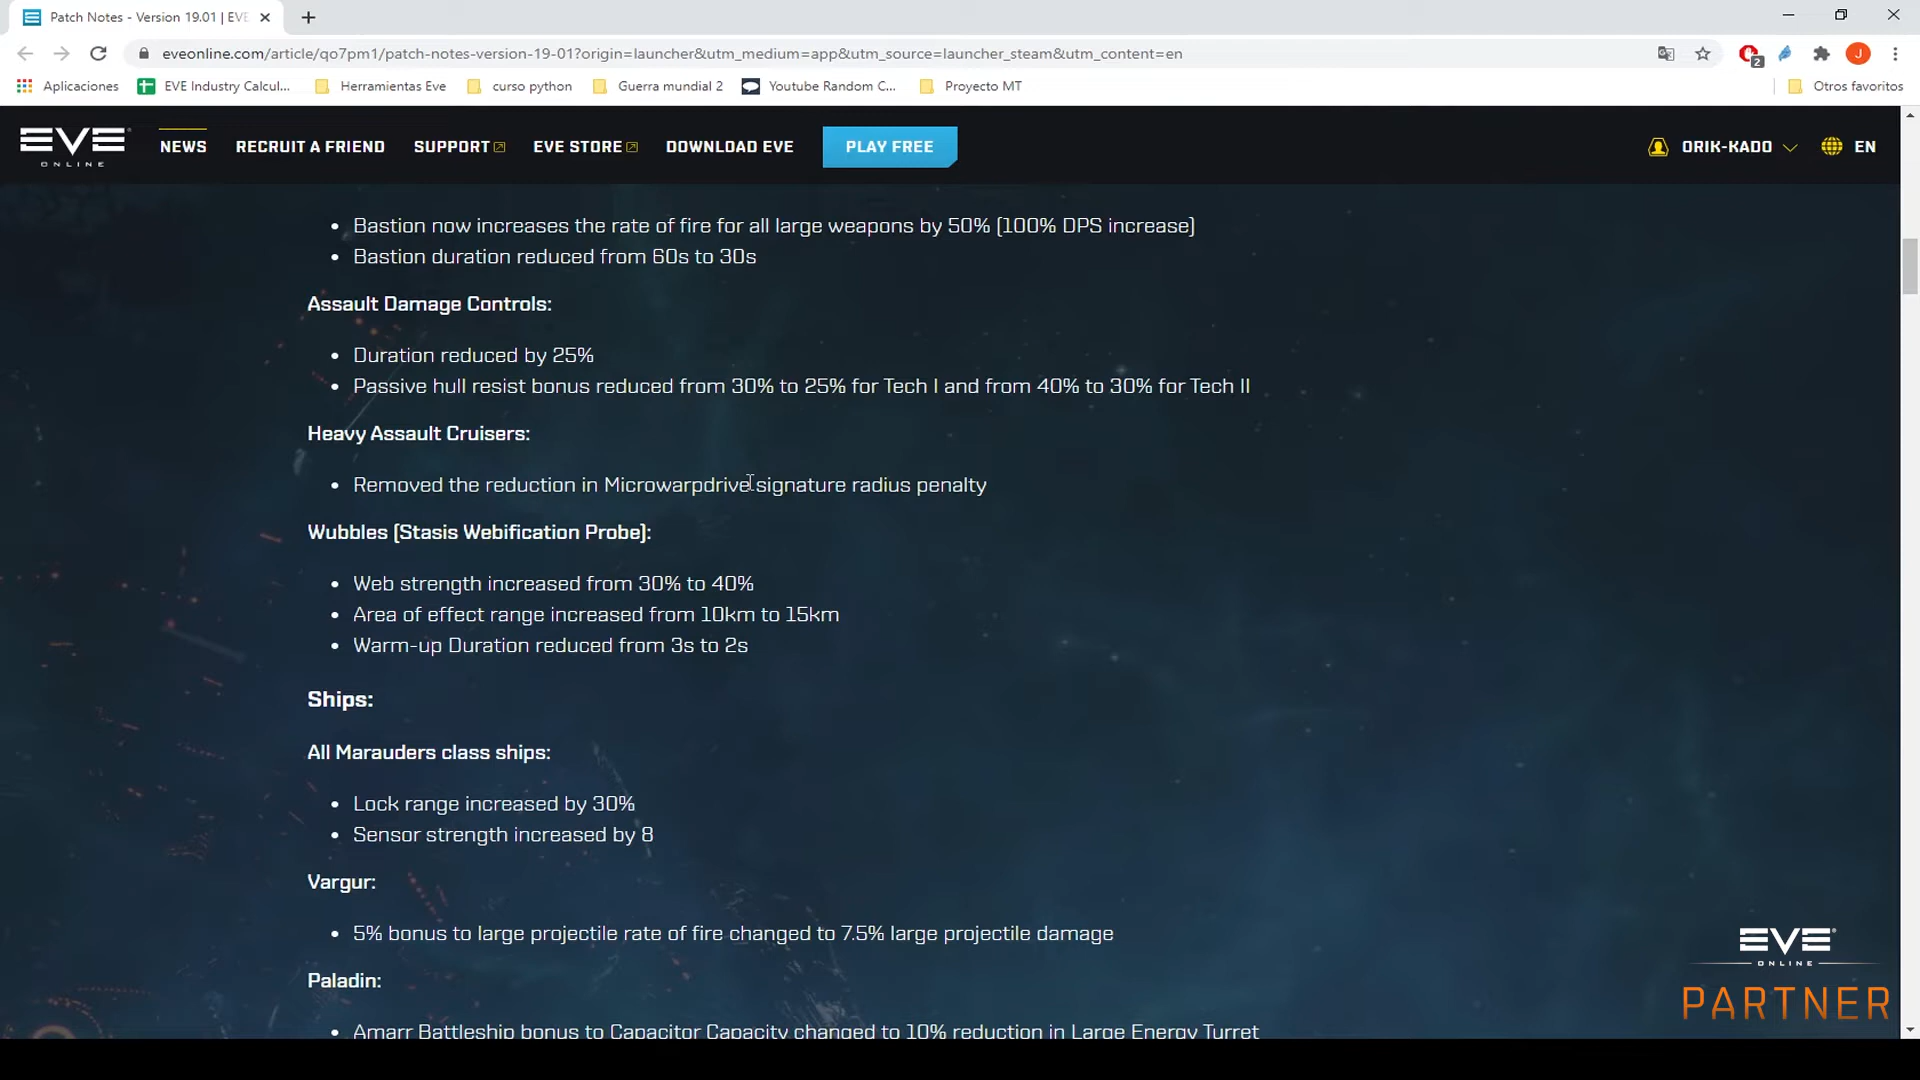 Patch Notes - Version 19.01 | EVE
eveonline.com/article/qo7pm1/patch-notes-version-19-01?origin=launcher&utm_medium=app&utm_source=launcher_steam&utm_content=en
2
J
Aplicaciones
EVE Industry Calcul...
Herramientas Eve
curso python
Guerra mundial 2
Youtube Random C...
Proyecto MT
Otros favoritos
EVE
ONLINE
NEWS
RECRUIT A FRIEND
SUPPORT
EVE STORE
DOWNLOAD EVE
PLAY FREE
ORIK-KADO
EN
• Bastion now increases the rate of fire for all large weapons by 50% (100% DPS increase)
• Bastion duration reduced from 60s to 30s
Assault Damage Controls:
• Duration reduced by 25%
• Passive hull resist bonus reduced from 30% to 25% for Tech I and from 40% to 30% for Tech II
Heavy Assault Cruisers:
• Removed the reduction in Microwarpdrive signature radius penalty
Wubbles (Stasis Webification Probe):
• Web strength increased from 30% to 40%
• Area of effect range increased from 10km to 15km
• Warm-up Duration reduced from 3s to 2s
Ships:
All Marauders class ships:
• Lock range increased by 30%
• Sensor strength increased by 8
Vargur:
• 5% bonus to large projectile rate of fire changed to 7.5% large projectile damage
Paladin:
• Amarr Battleship bonus to Capacitor Capacity changed to 10% reduction in Large Energy Turret
EVE
ONLINE
PARTNER